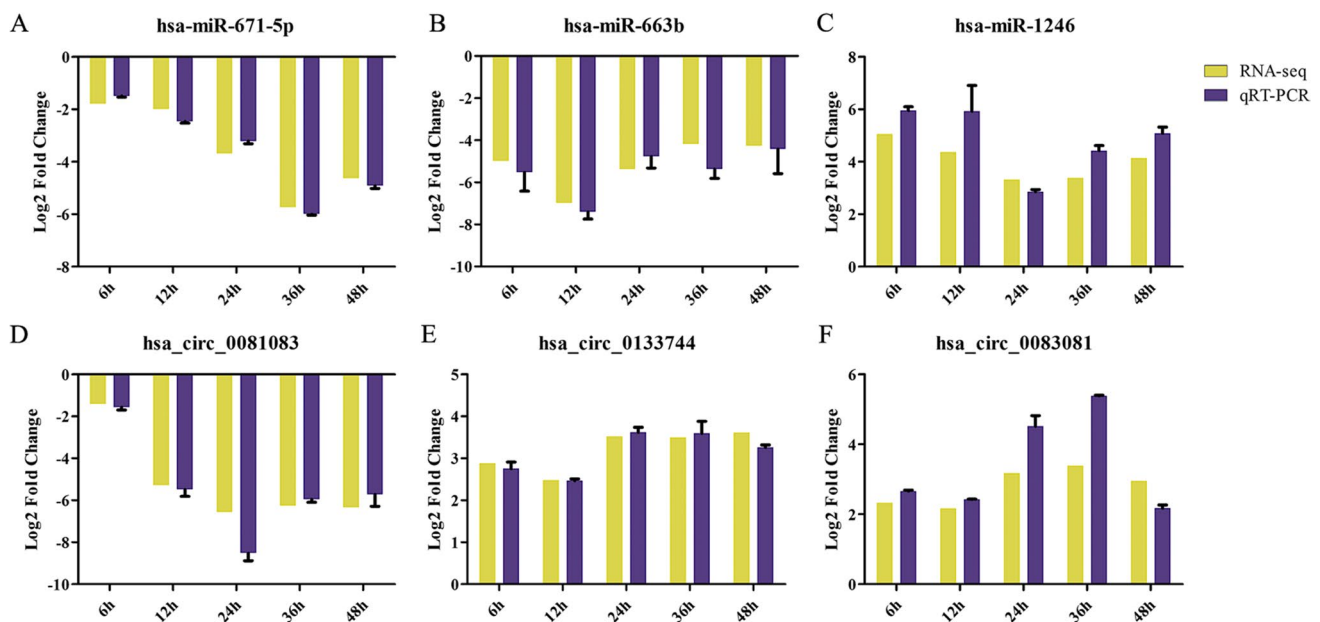 A
hsa-miR-671-5p
Log2 Fold Change
0
-2
-4
-6
-8
6h
12h
24h
36h
48h
B
hsa-miR-663b
Log2 Fold Change
0
-2
-4
-6
-8
-10
6h
12h
24h
36h
48h
C
hsa-miR-1246
Log2 Fold Change
8
6
4
2
0
6h
12h
24h
36h
48h
RNA-seq
qRT-PCR
D
hsa_circ_0081083
Log2 Fold Change
0
-2
-4
-6
-8
-10
6h
12h
24h
36h
48h
E
hsa_circ_0133744
Log2 Fold Change
5
4
3
2
1
0
6h
12h
24h
36h
48h
F
hsa_circ_0083081
Log2 Fold Change
6
4
2
0
6h
12h
24h
36h
48h